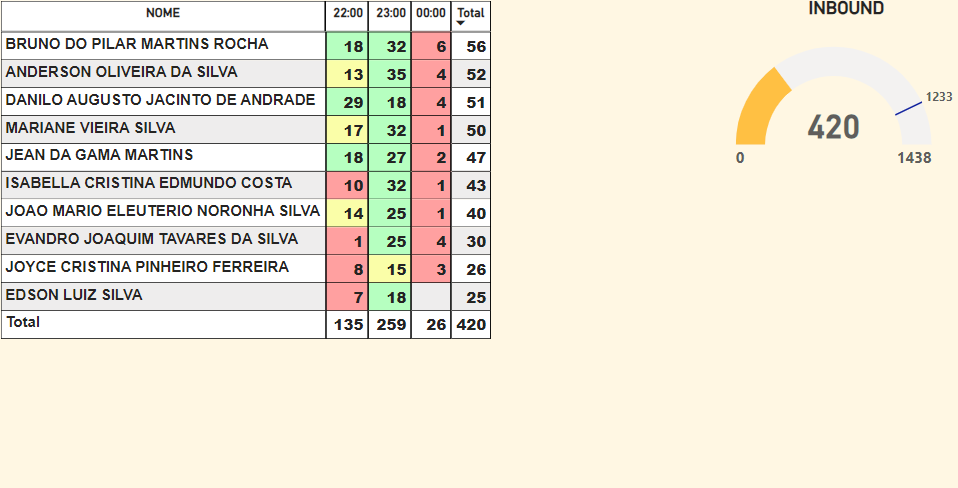 NOME 22:00 23:00 00:00 Total
BRUNO DO PILAR MARTINS ROCHA 18 32 6 56
ANDERSON OLIVEIRA DA SILVA 13 35 4 52
DANILO AUGUSTO JACINTO DE ANDRADE 29 18 4 51
MARIANE VIEIRA SILVA 17 32 1 50
JEAN DA GAMA MARTINS 18 27 2 47
ISABELLA CRISTINA EDMUNDO COSTA 10 32 1 43
JOAO MARIO ELEUTERIO NORONHA SILVA 14 25 1 40
EVANDRO JOAQUIM TAVARES DA SILVA 1 25 4 30
JOYCE CRISTINA PINHEIRO FERREIRA 8 15 3 26
EDSON LUIZ SILVA 7 18 25
Total 135 259 26 420
INBOUND
1233
420
0 1438